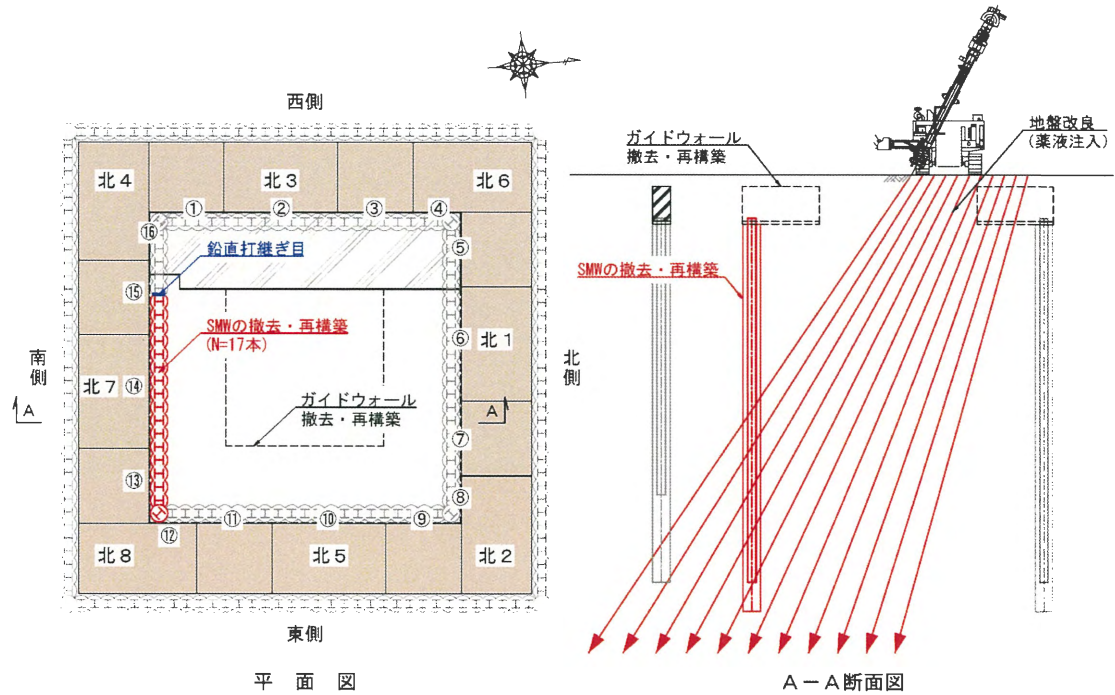 西側
北4
北3
北6
①
②
③
④
⑯
⑤
鉛直打継ぎ目
⑮
SMWの撤去・再構築
(N=17本)
⑥
北1
南側
北側
北7
⑭
A
A
ガイドウォール
撤去・再構築
⑦
⑬
⑧
⑫
⑪
⑩
⑨
北8
北5
北2
東側
平面図
ガイドウォール
撤去・再構築
地盤改良
(薬液注入)
SMWの撤去・再構築
A-A断面図